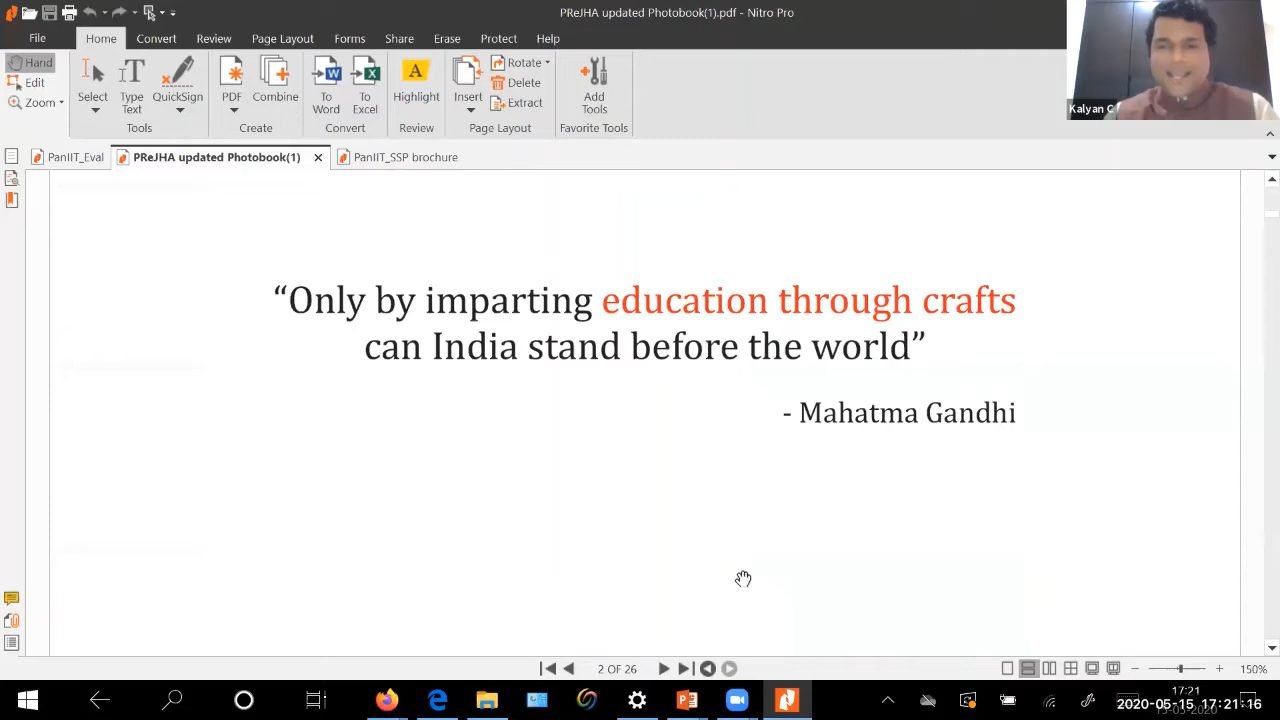 PReJHA updated Photobook(1).pdf - Nitro Pro
File Home Convert Review Page Layout Forms Share Erase Protect Help
Hand
Edit
Zoom
Select
Type Text
QuickSign
Tools
PDF
Combine
Create
To Word
To Excel
Convert
Highlight
Review
Insert
Rotate
Delete
Extract
Page Layout
Add Tools
Favorite Tools
Kalyan C
PanIIT_Eval
PReJHA updated Photobook(1)
PanIIT_SSP brochure
“Only by imparting education through crafts
can India stand before the world”
- Mahatma Gandhi
2 OF 26
150%
17:21
15-05-2020
2020-05-15 17:21:16